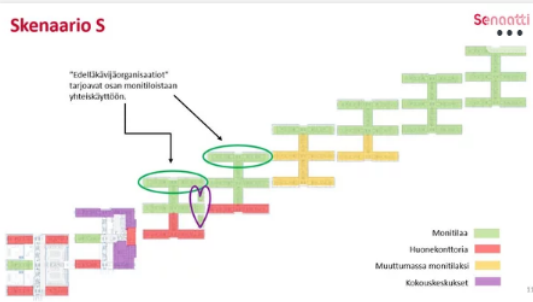 Skenaario S
Senaatti
"Edelläkävijäorganisaatiot"
tarjoavat osan monitiloistaan
yhteiskäyttöön.
Monitilaa
Huonekonttoria
Muuttumassa monitilaksi
Kokouskeskukset